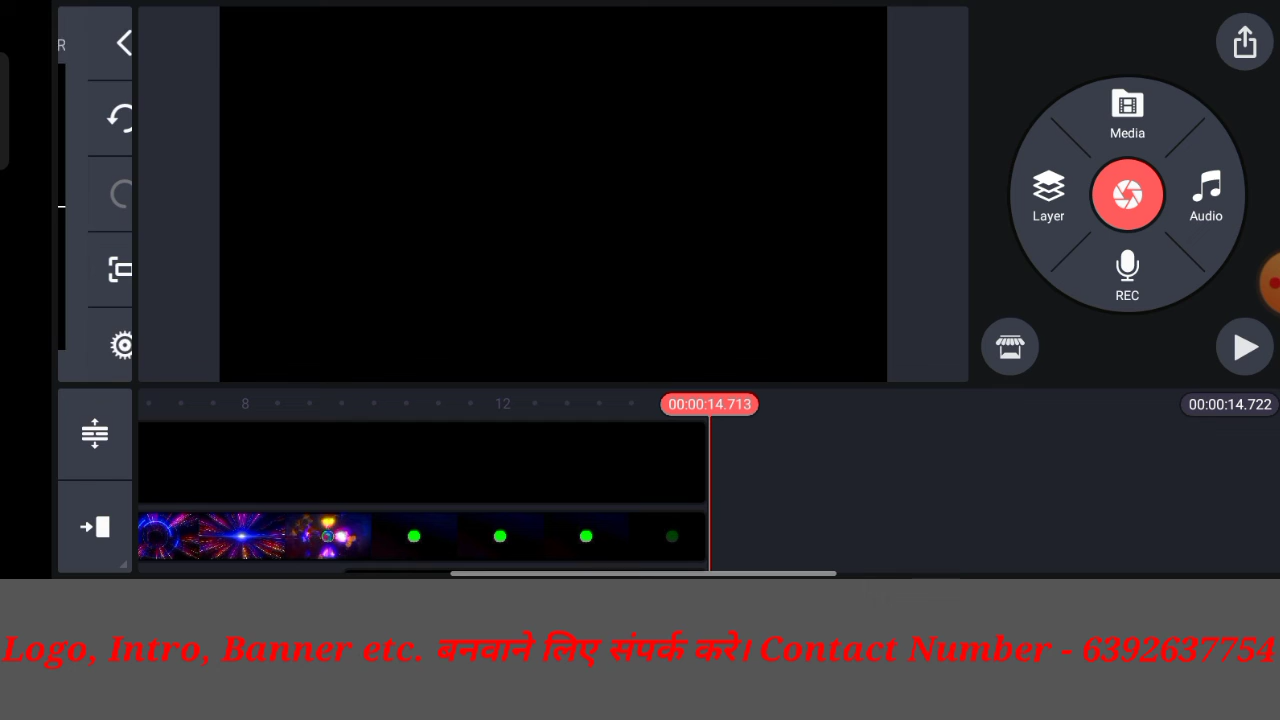 R
Media
Layer
Audio
REC
8
12
00:00:14.713
00:00:14.722
Logo, Intro, Banner etc. बनवाने लिए संपर्क करे। Contact Number - 6392637754